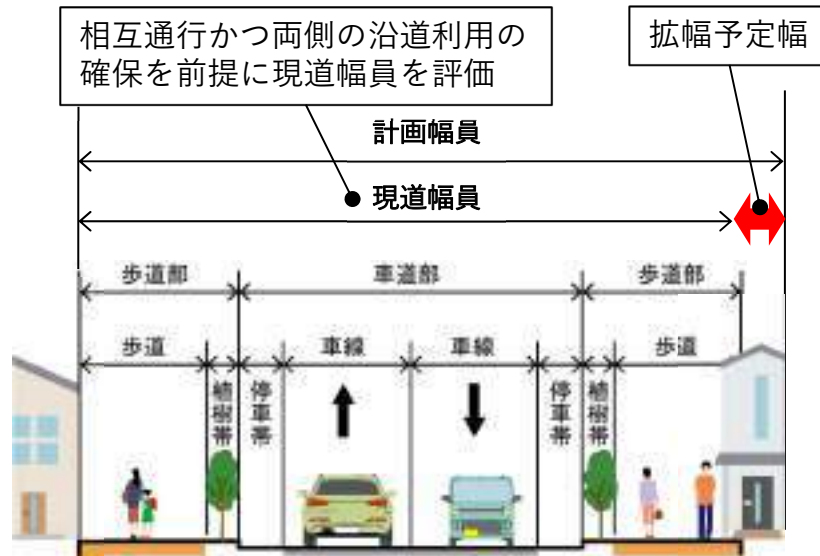 相互通行かつ両側の沿道利用の
確保を前提に現道幅員を評価
拡幅予定幅
計画幅員
現道幅員
歩道部
車道部
歩道部
歩道
植樹帯
停車帯
車線
車線
停車帯
植樹帯
歩道